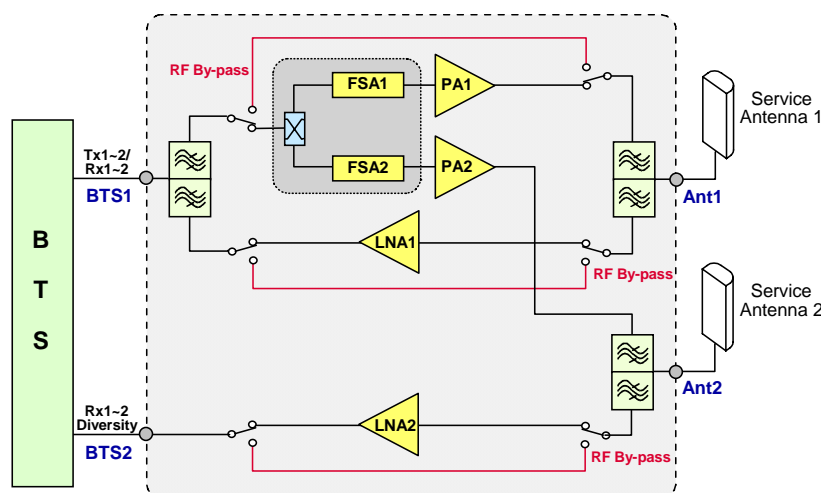 RF By-pass
FSA1
PA1
Service
Antenna 1
Tx1~2/
Rx1~2
BTS1
FSA2
PA2
Ant1
B
T
S
LNA1
RF By-pass
Service
Antenna 2
Ant2
Rx1~2
Diversity
BTS2
LNA2
RF By-pass